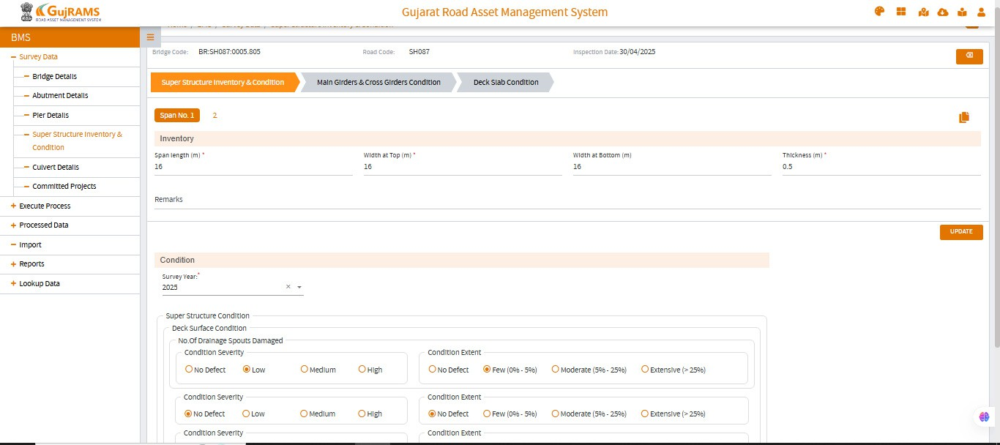 GujRAMS
ROAD ASSET MANAGEMENT SYSTEM
Gujarat Road Asset Management System
BMS
Survey Data
Bridge Details
Abutment Details
Pier Details
Super Structure Inventory &
Condition
Culvert Details
Committed Projects
Execute Process
Processed Data
Import
Reports
Lookup Data
Bridge Code: BR:SH087:0005.805 Road Code: SH087 Inspection Date: 30/04/2025
Super Structure Inventory & Condition Main Girders & Cross Girders Condition Deck Slab Condition
Span No. 1 2
Inventory
Span length (m) * Width at Top (m) * Width at Bottom (m) Thickness (m) *
16 16 16 0.5
Remarks
UPDATE
Condition
Survey Year:*
2025 ×
Super Structure Condition
Deck Surface Condition
No.Of Drainage Spouts Damaged
Condition Severity Condition Extent
No Defect Low Medium High No Defect Few (0% - 5%) Moderate (5% - 25%) Extensive (> 25%)
Condition Severity Condition Extent
No Defect Low Medium High No Defect Few (0% - 5%) Moderate (5% - 25%) Extensive (> 25%)
Condition Severity Condition Extent